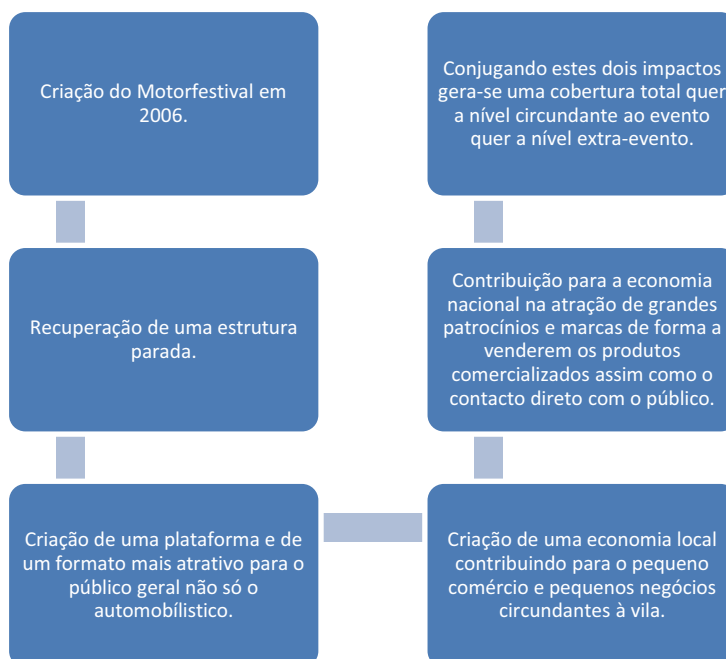 Criação do Motorfestival em
2006.
Recuperação de uma estrutura
parada.
Criação de uma plataforma e de
um formato mais atrativo para o
público geral não só o
automóbilistico.
Criação de uma economia local
contribuindo para o pequeno
comércio e pequenos negócios
circundantes à vila.
Contribuição para a economia
nacional na atração de grandes
patrocínios e marcas de forma a
venderem os produtos
comercializados assim como o
contacto direto com o público.
Conjugando estes dois impactos
gera-se uma cobertura total quer
a nível circundante ao evento
quer a nível extra-evento.